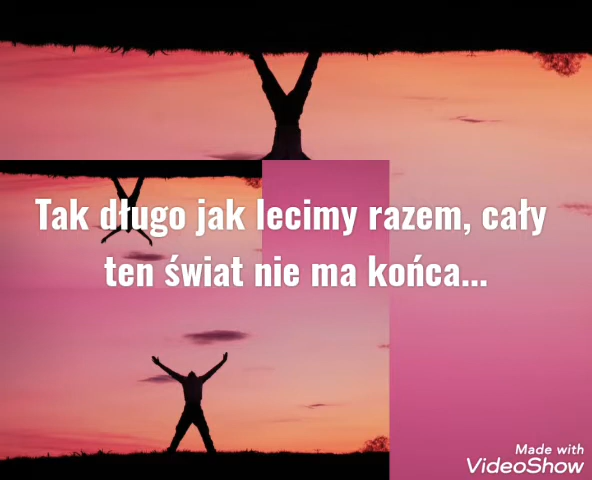 Tak długo jak lecimy razem, cały
ten świat nie ma końca...
Made with
VideoShow